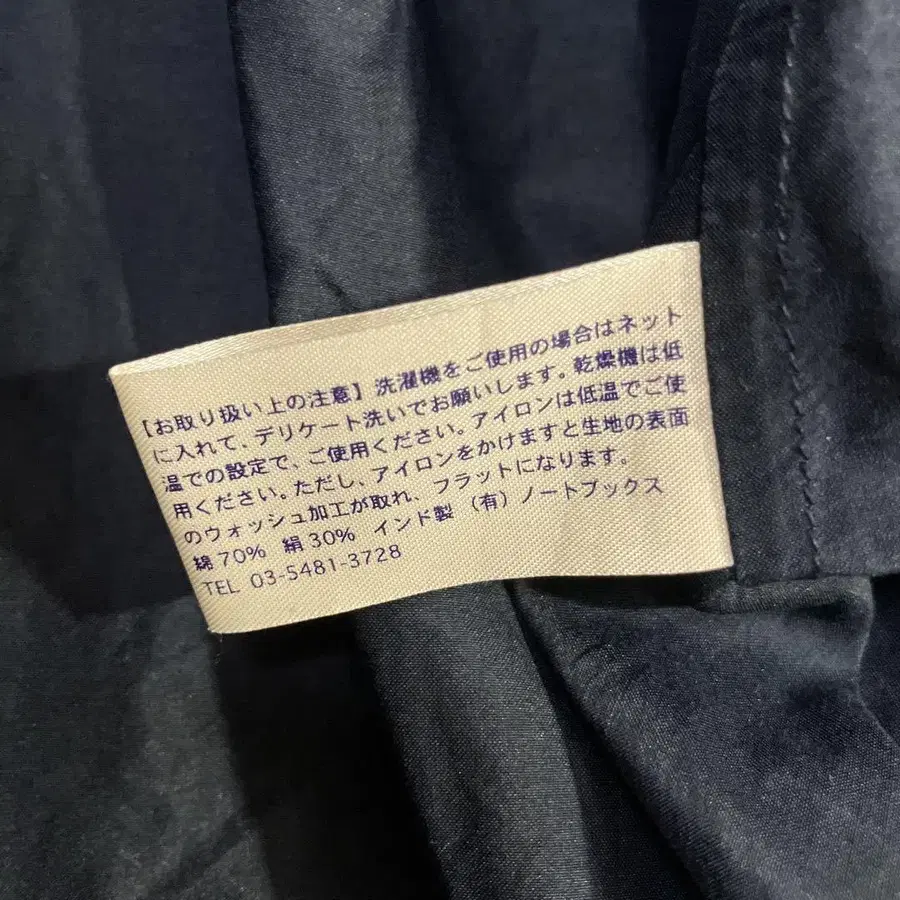 【お取り扱い上の注意】洗濯機をご使用の場合はネット
に入れて、デリケート洗いでお願いします。乾燥機は低
温での設定で、ご使用ください。アイロンは低温でご使
用ください。ただし、アイロンをかけますと生地の表面
のウォッシュ加工が取れ、フラットになります。
綿70% 絹30% インド製 (有)ノートブックス
TEL 03-5481-3728